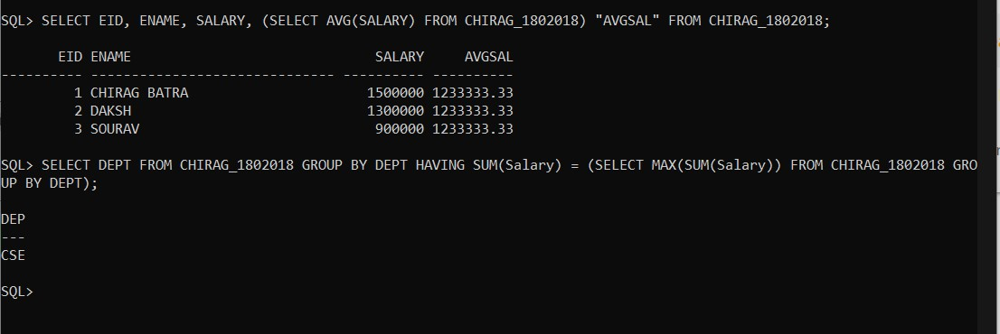 SQL> SELECT EID, ENAME, SALARY, (SELECT AVG(SALARY) FROM CHIRAG_1802018) "AVGSAL" FROM CHIRAG_1802018;
       EID ENAME                              SALARY     AVGSAL
---------- ------------------------------ ---------- ----------
         1 CHIRAG BATRA                      1500000 1233333.33
         2 DAKSH                             1300000 1233333.33
         3 SOURAV                             900000 1233333.33
SQL> SELECT DEPT FROM CHIRAG_1802018 GROUP BY DEPT HAVING SUM(Salary) = (SELECT MAX(SUM(Salary)) FROM CHIRAG_1802018 GRO
UP BY DEPT);
DEP
---
CSE
SQL>